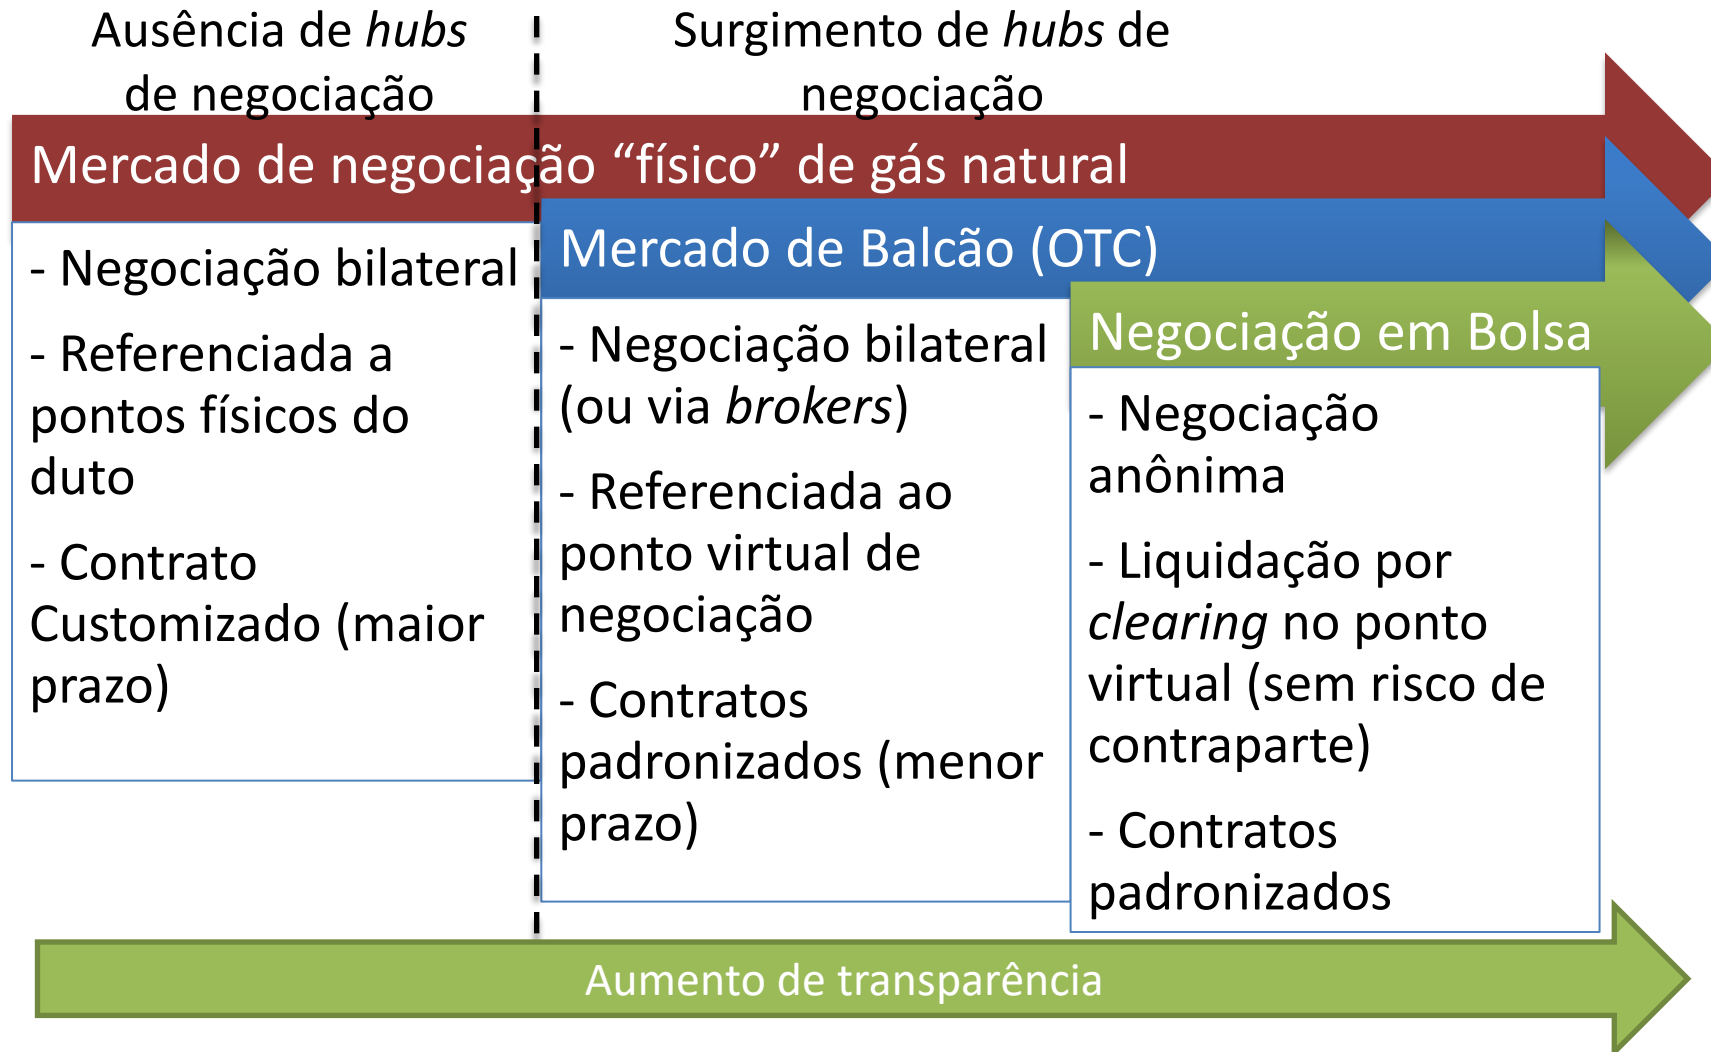 Ausência de hubs
de negociação
Surgimento de hubs de
negociação
Mercado de negociação “físico” de gás natural
- Negociação bilateral
- Referenciada a
pontos físicos do
duto
- Contrato
Customizado (maior
prazo)
Mercado de Balcão (OTC)
- Negociação bilateral
(ou via brokers)
- Referenciada ao
ponto virtual de
negociação
- Contratos
padronizados (menor
prazo)
Negociação em Bolsa
- Negociação
anônima
- Liquidação por
clearing no ponto
virtual (sem risco de
contraparte)
- Contratos
padronizados
Aumento de transparência